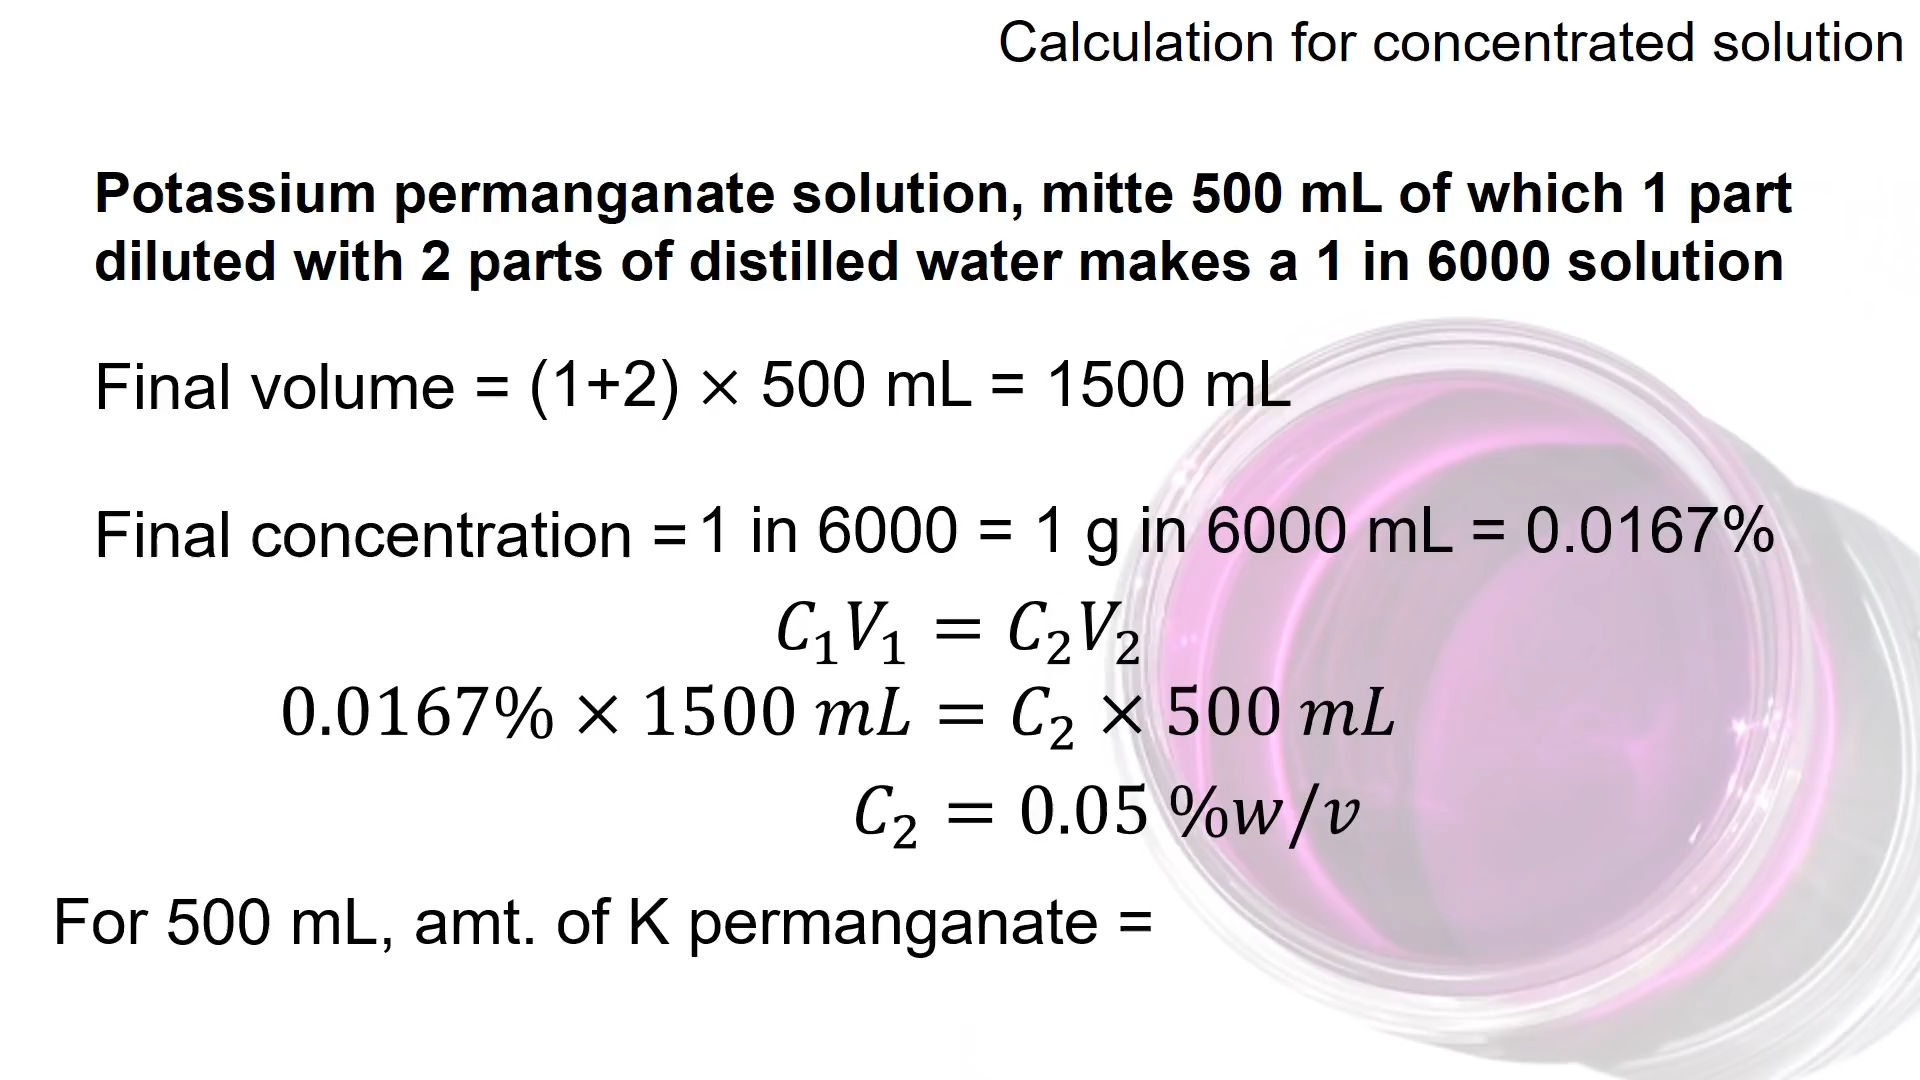 Calculation for concentrated solution
Potassium permanganate solution, mitte 500 mL of which 1 part
diluted with 2 parts of distilled water makes a 1 in 6000 solution
Final volume = (1+2) × 500 mL = 1500 mL
Final concentration = 1 in 6000 = 1 g in 6000 mL = 0.0167%
C₁V₁ = C₂V₂
0.0167% × 1500 mL = C₂ × 500 mL
C₂ = 0.05 %w/v
For 500 mL, amt. of K permanganate =